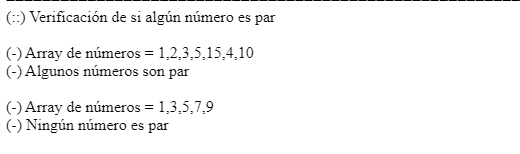 (::) Verificación de si algún número es par
(-) Array de números = 1,2,3,5,15,4,10
(-) Algunos números son par
(-) Array de números = 1,3,5,7,9
(-) Ningún número es par